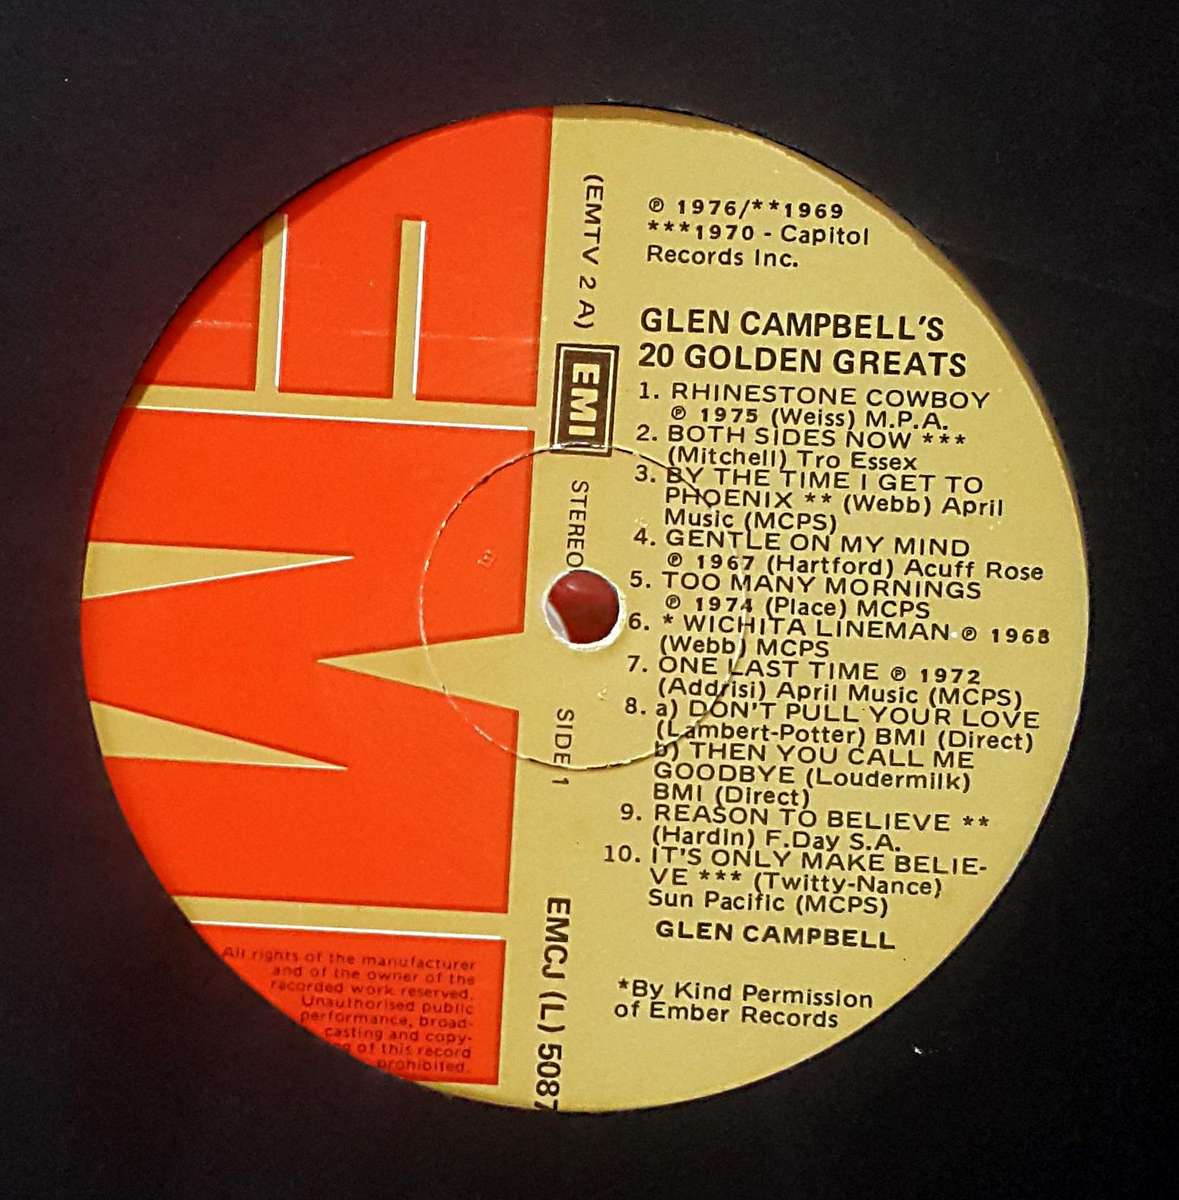 (EMTV 2 A)
EMI
STEREO
SIDE 1
EMCJ (L) 5087
℗ 1976/**1969
***1970 - Capitol
Records Inc.
GLEN CAMPBELL'S
20 GOLDEN GREATS
1. RHINESTONE COWBOY
℗ 1975 (Weiss) M.P.A.
2. BOTH SIDES NOW ***
(Mitchell) Tro Essex
3. BY THE TIME I GET TO
PHOENIX ** (Webb) April
Music (MCPS)
4. GENTLE ON MY MIND
℗ 1967 (Hartford) Acuff Rose
5. TOO MANY MORNINGS
℗ 1974 (Place) MCPS
6. * WICHITA LINEMAN ℗ 1968
(Webb) MCPS
7. ONE LAST TIME ℗ 1972
(Addrisi) April Music (MCPS)
8. a) DON'T PULL YOUR LOVE
(Lambert-Potter) BMI (Direct)
b) THEN YOU CALL ME
GOODBYE (Loudermilk)
BMI (Direct)
9. REASON TO BELIEVE **
(Hardin) F.Day S.A.
10. IT'S ONLY MAKE BELIE-
VE *** (Twitty-Nance)
Sun Pacific (MCPS)
GLEN CAMPBELL
*By Kind Permission
of Ember Records
All rights of the manufacturer
and of the owner of the
recorded work reserved.
Unauthorised public
performance, broad-
casting and copy-
of this record
prohibited.